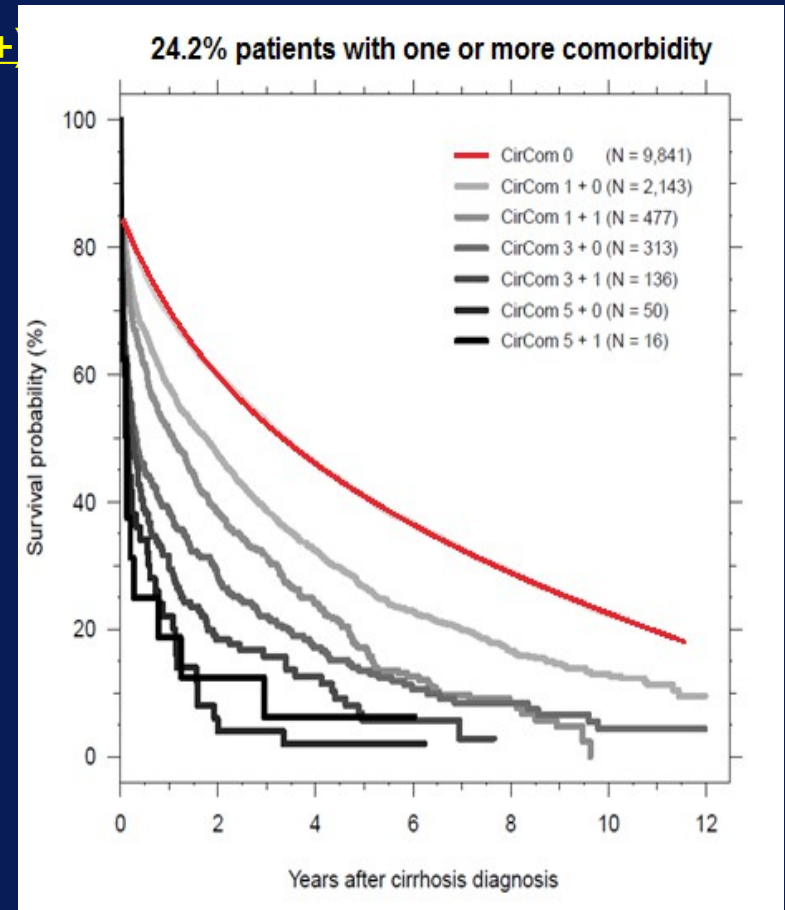 +)
24.2% patients with one or more comorbidity
100
80
60
40
20
0
Survival probability (%)
CirCom 0 (N = 9,841)
CirCom 1 + 0 (N = 2,143)
CirCom 1 + 1 (N = 477)
CirCom 3 + 0 (N = 313)
CirCom 3 + 1 (N = 136)
CirCom 5 + 0 (N = 50)
CirCom 5 + 1 (N = 16)
0 2 4 6 8 10 12
Years after cirrhosis diagnosis